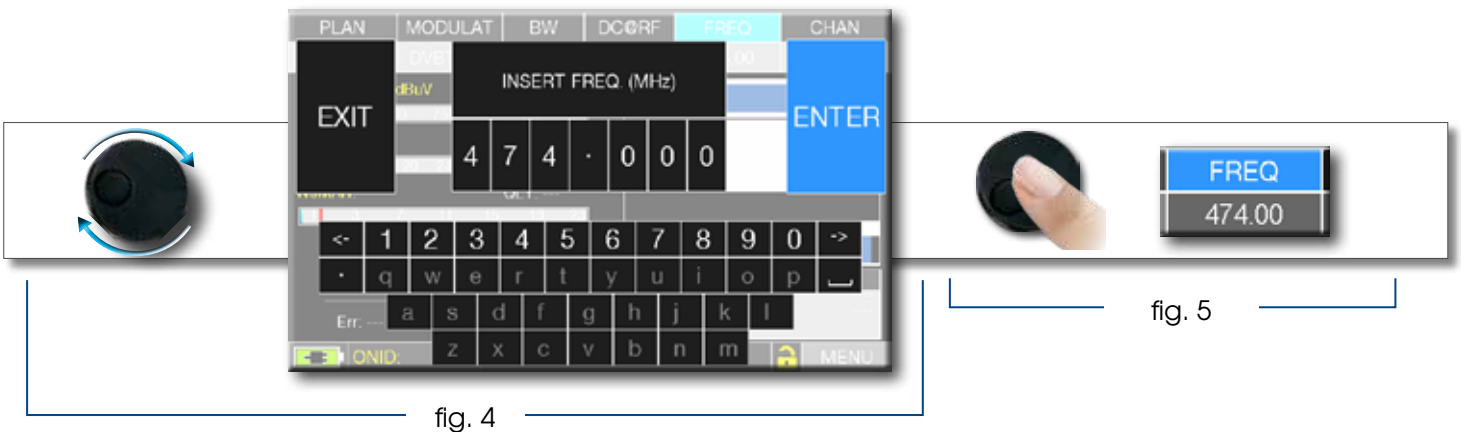 PLAN MODULAT BW DC@RF FREQ CHAN
DVBT .00
EXIT
dBuV
INSERT FREQ. (MHz)
ENTER
4 7 4 . 0 0 0
FREQ
474.00
<- 1 2 3 4 5 6 7 8 9 0 ->
. q w e r t y u i o p
a s d f g h j k l
Err: ---
z x c v b n m
ONID: MENU
fig. 4
fig. 5